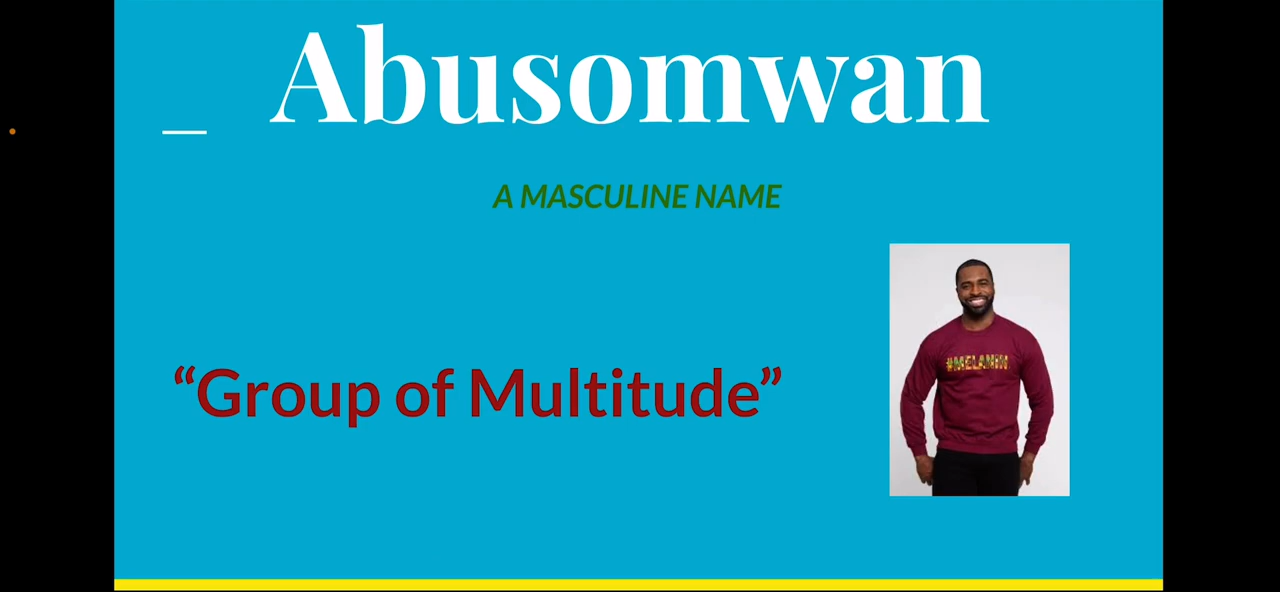 Abusomwan
A MASCULINE NAME
“Group of Multitude”
#MELANIN